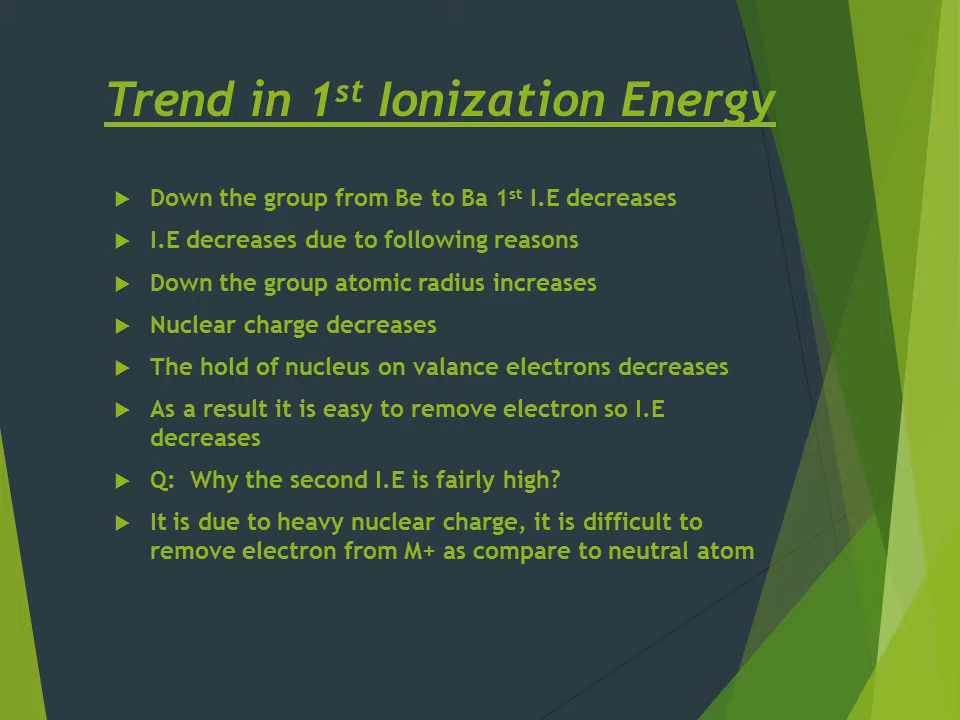 Trend in 1st Ionization Energy
Down the group from Be to Ba 1st I.E decreases
I.E decreases due to following reasons
Down the group atomic radius increases
Nuclear charge decreases
The hold of nucleus on valance electrons decreases
As a result it is easy to remove electron so I.E
decreases
Q: Why the second I.E is fairly high?
It is due to heavy nuclear charge, it is difficult to
remove electron from M+ as compare to neutral atom